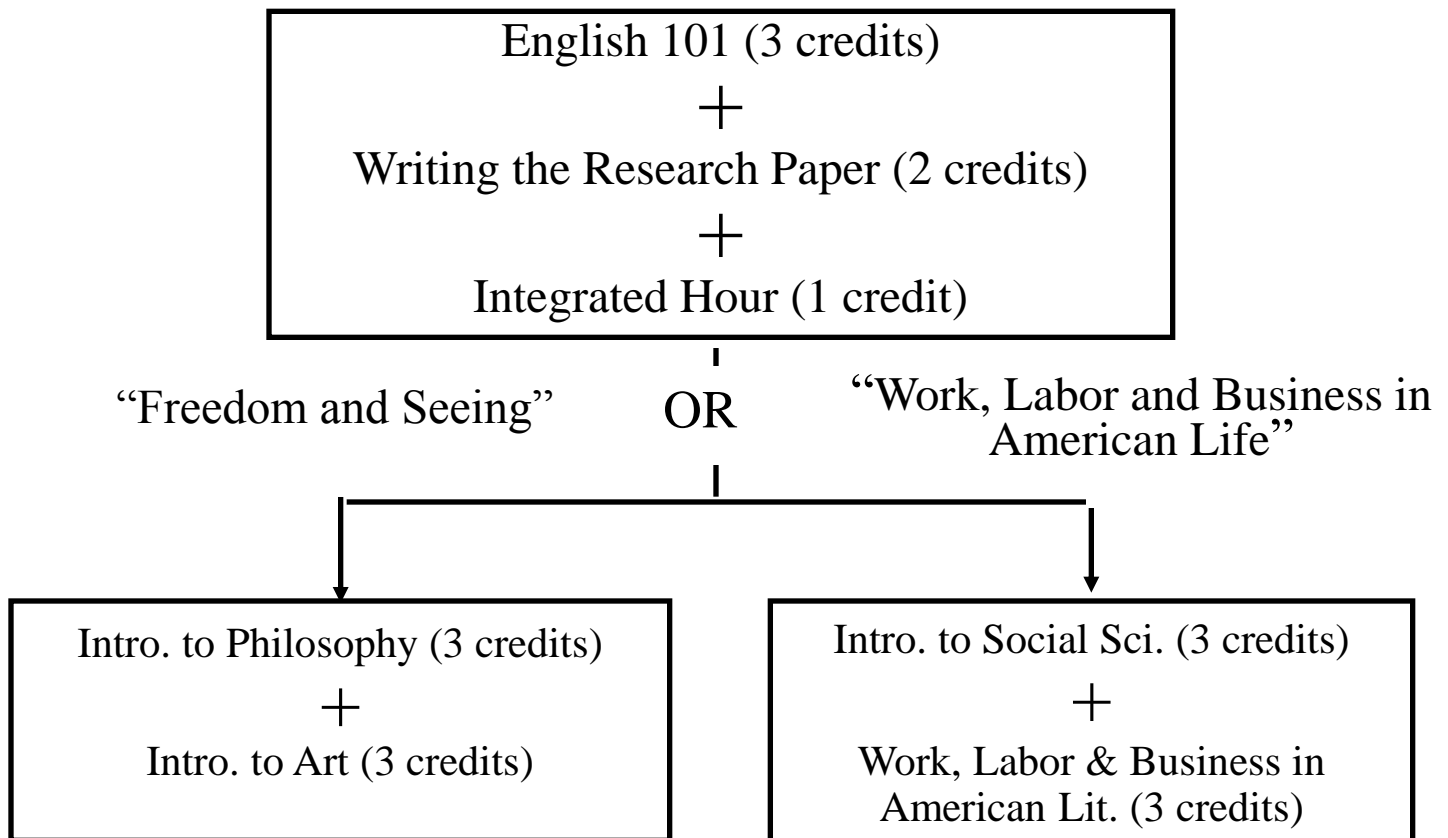 English 101 (3 credits)
+
Writing the Research Paper (2 credits)
+
Integrated Hour (1 credit)
“Freedom and Seeing”
OR
“Work, Labor and Business in
American Life”
Intro. to Philosophy (3 credits)
+
Intro. to Art (3 credits)
Intro. to Social Sci. (3 credits)
+
Work, Labor & Business in
American Lit. (3 credits)